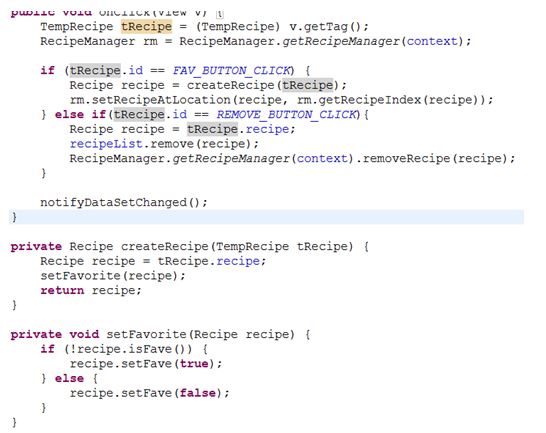 public void onClick(View v) {
    TempRecipe tRecipe = (TempRecipe) v.getTag();
    RecipeManager rm = RecipeManager.getRecipeManager(context);

    if (tRecipe.id == FAV_BUTTON_CLICK) {
        Recipe recipe = createRecipe(tRecipe);
        rm.setRecipeAtLocation(recipe, rm.getRecipeIndex(recipe));
    } else if(tRecipe.id == REMOVE_BUTTON_CLICK){
        Recipe recipe = tRecipe.recipe;
        recipeList.remove(recipe);
        RecipeManager.getRecipeManager(context).removeRecipe(recipe);
    }

    notifyDataSetChanged();
}

private Recipe createRecipe(TempRecipe tRecipe) {
    Recipe recipe = tRecipe.recipe;
    setFavorite(recipe);
    return recipe;
}

private void setFavorite(Recipe recipe) {
    if (!recipe.isFave()) {
        recipe.setFave(true);
    } else {
        recipe.setFave(false);
    }
}